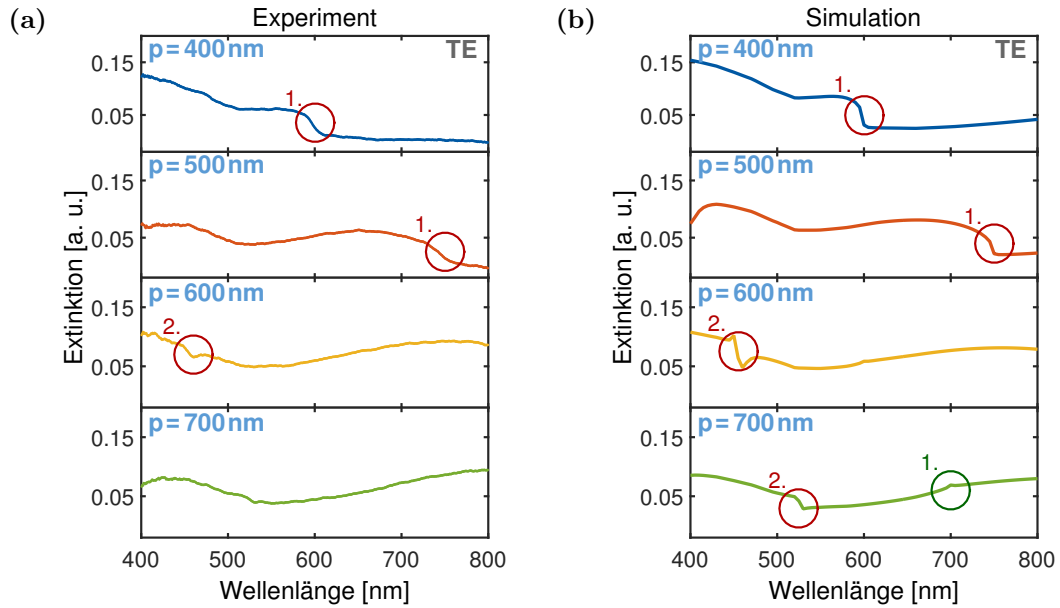 (a)
Experiment
p = 400 nm
TE
0.15
0.05
1.
p = 500 nm
0.15
0.05
1.
p = 600 nm
0.15
0.05
2.
p = 700 nm
0.15
0.05
400 500 600 700 800
Wellenlänge [nm]
Extinktion [a. u.]
(b)
Simulation
p = 400 nm
TE
0.15
0.05
1.
p = 500 nm
0.15
0.05
1.
p = 600 nm
0.15
0.05
2.
p = 700 nm
0.15
0.05
2.
1.
400 500 600 700 800
Wellenlänge [nm]
Extinktion [a. u.]